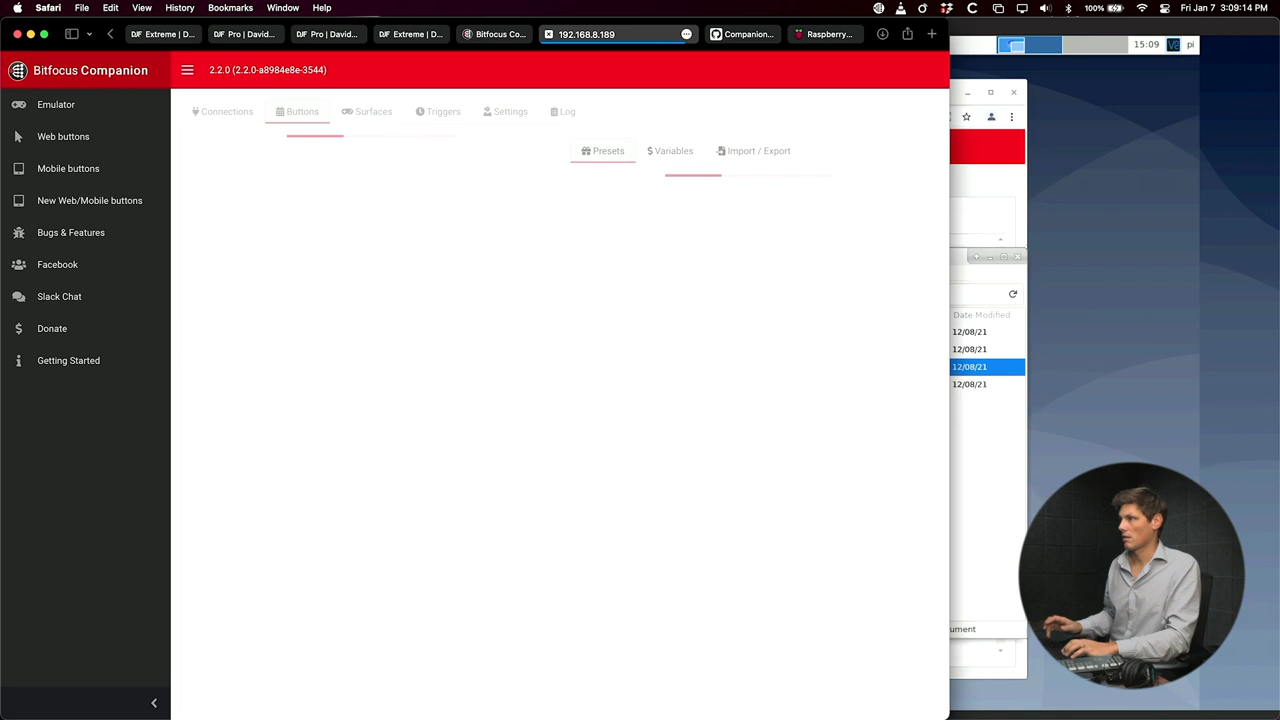 Safari File Edit View History Bookmarks Window Help 100% Fri Jan 7 3:09:14 PM
DJF Extreme | D... DJF Pro | David... DJF Pro | David... DJF Extreme | D... Bitfocus Co... 192.168.8.189 Companion... Raspberry...
15:09 pi
Bitfocus Companion 2.2.0 (2.2.0-a8984e8e-3544)
Emulator
Web buttons
Mobile buttons
New Web/Mobile buttons
Bugs & Features
Facebook
Slack Chat
Donate
Getting Started
Connections Buttons Surfaces Triggers Settings Log
Presets $ Variables Import / Export
Date Modified
12/08/21
12/08/21
12/08/21
12/08/21
ument